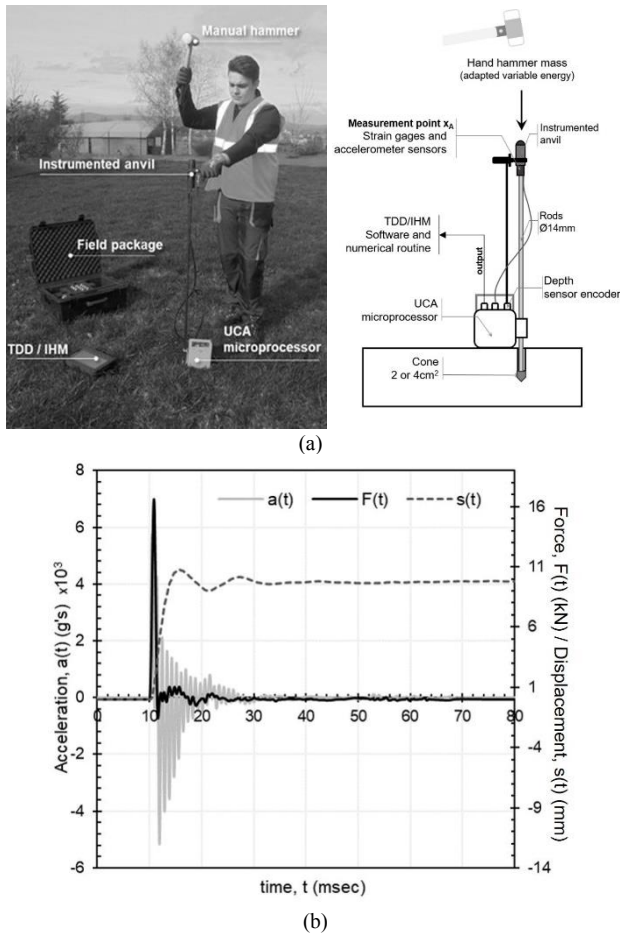 Manual hammer
Instrumented anvil
Field package
TDD / IHM
UCA
microprocessor
Hand hammer mass
(adapted variable energy)
Measurement point xA
Strain gages and
accelerometer sensors
Instrumented
anvil
TDD/IHM
Software and
numerical routine
output
Rods
Ø14mm
UCA
microprocessor
Depth
sensor encoder
Cone
2 or 4cm²
(a)
a(t) F(t) s(t)
Acceleration, a(t) (g's) x10³
8
6
4
2
0
-2
-4
-6
16
11
6
1
-4
-9
-14
Force, F(t) (kN) / Displacement, s(t) (mm)
0 10 20 30 40 50 60 70 80
time, t (msec)
(b)